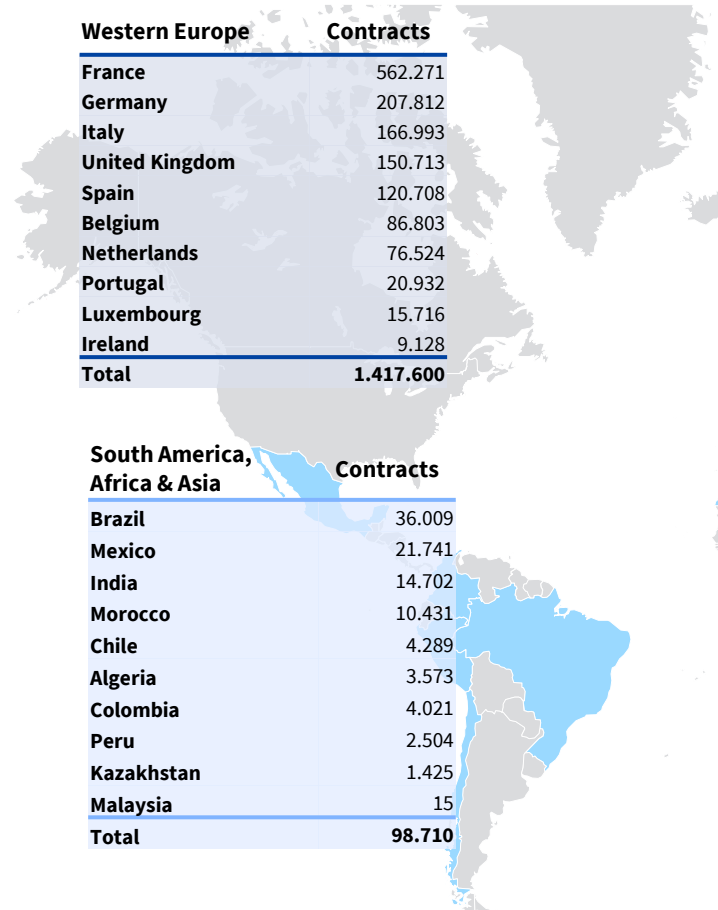 Western Europe Contracts
France 562.271
Germany 207.812
Italy 166.993
United Kingdom 150.713
Spain 120.708
Belgium 86.803
Netherlands 76.524
Portugal 20.932
Luxembourg 15.716
Ireland 9.128
Total 1.417.600
South America,
Africa & Asia Contracts
Brazil 36.009
Mexico 21.741
India 14.702
Morocco 10.431
Chile 4.289
Algeria 3.573
Colombia 4.021
Peru 2.504
Kazakhstan 1.425
Malaysia 15
Total 98.710